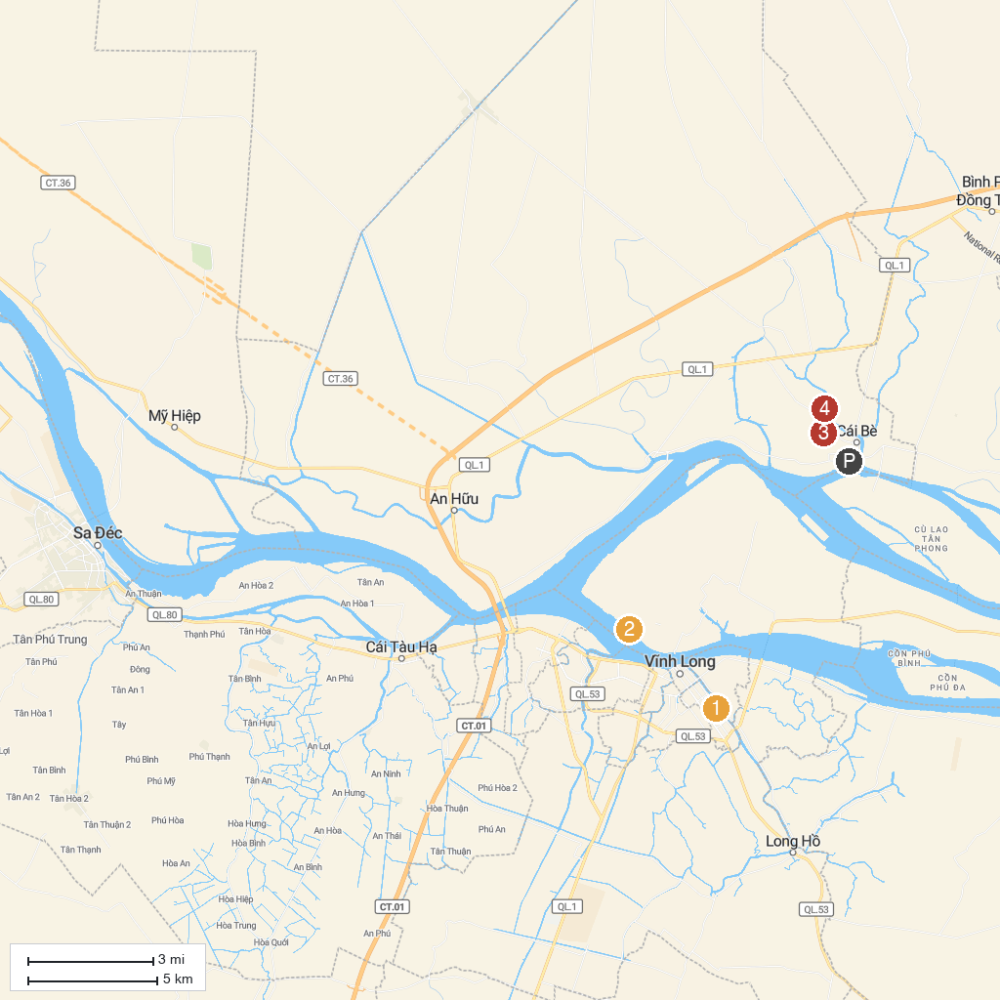 CT.36
Bình P
Đồng T
National Ro
QL.1
CT.36
QL.1
Mỹ Hiệp
4
3
Cái Bè
P
QL.1
An Hữu
Sa Đéc
CÙ LAO
TÂN
PHONG
An Hòa 2
Tân An
An Thuận
QL.80
An Hòa 1
QL.80
Tân Phú Trung
Thạnh Phú
Tân Hòa
Cái Tàu Hạ
2
Vĩnh Long
Phú An
Tân Phú
CỒN PHÚ
BÌNH
CỒN
PHÚ ĐA
Đông
Tân Bình
An Phú
Tân An 1
QL.53
1
Tân Hòa 1
Tây
Tân Hựu
CT.01
QL.53
Lợi
An Lợi
Phú Bình
Phú Thạnh
Tân Bình
Phú Mỹ
Tân An
An Ninh
Phú Hòa 2
An Hưng
Tân An 2
Tân Hòa 2
Hòa Thuận
Tân Thuận 2
Phú Hòa
Hòa Hưng
An Hòa
An Thái
Phú An
Hòa Bình
Long Hồ
Tân Thạnh
Tân Thuận
Hòa An
An Bình
Hòa Hiệp
CT.01
QL.1
QL.53
Hòa Trung
An Phú
Hòa Quới
3 mi
5 km